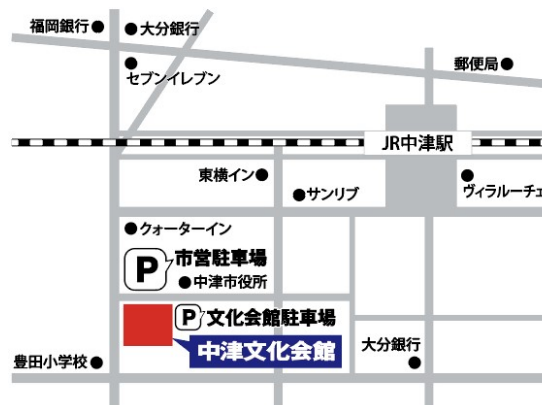 福岡銀行
大分銀行
セブンイレブン
郵便局
JR中津駅
東横イン
サンリブ
ヴィラルーチェ
クォーターイン
P
市営駐車場
中津市役所
P
文化会館駐車場
中津文化会館
大分銀行
豊田小学校